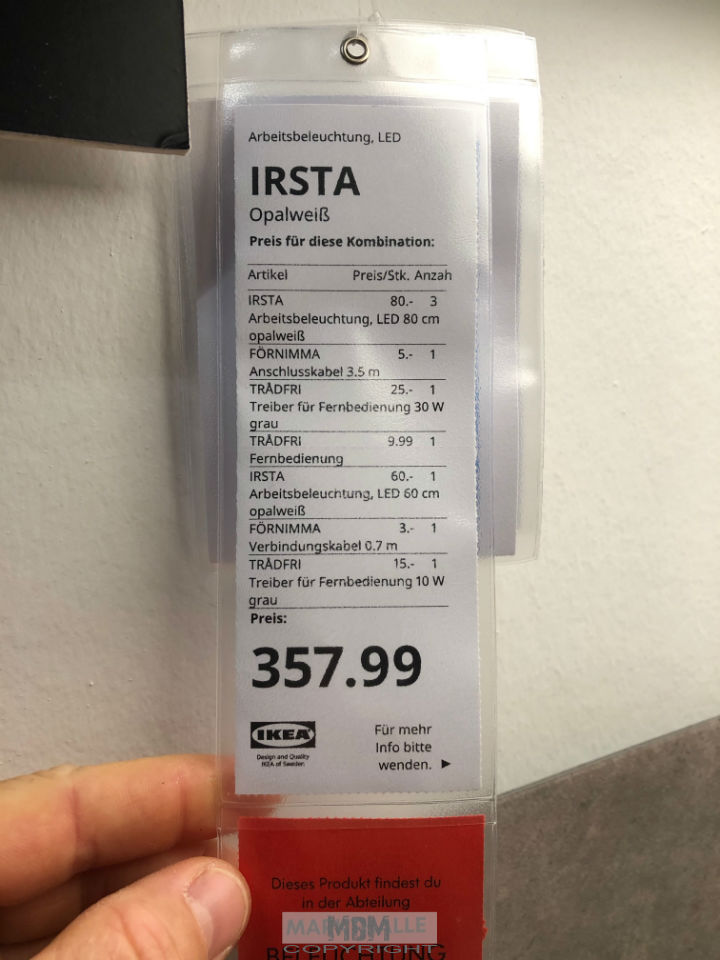 Arbeitsbeleuchtung, LED
IRSTA
Opalweiß
Preis für diese Kombination:
Artikel Preis/Stk. Anzah
IRSTA 80.- 3
Arbeitsbeleuchtung, LED 80 cm
opalweiß
FÖRNIMMA 5.- 1
Anschlusskabel 3.5 m
TRÅDFRI 25.- 1
Treiber für Fernbedienung 30 W
grau
TRÅDFRI 9.99 1
Fernbedienung
IRSTA 60.- 1
Arbeitsbeleuchtung, LED 60 cm
opalweiß
FÖRNIMMA 3.- 1
Verbindungskabel 0.7 m
TRÅDFRI 15.- 1
Treiber für Fernbedienung 10 W
grau
Preis:
357.99
IKEA
Design and Quality
IKEA of Sweden
Für mehr
Info bitte
wenden. ►
Dieses Produkt findest du
in der Abteilung
MBM
COPYRIGHT
BELEUCHTUNG